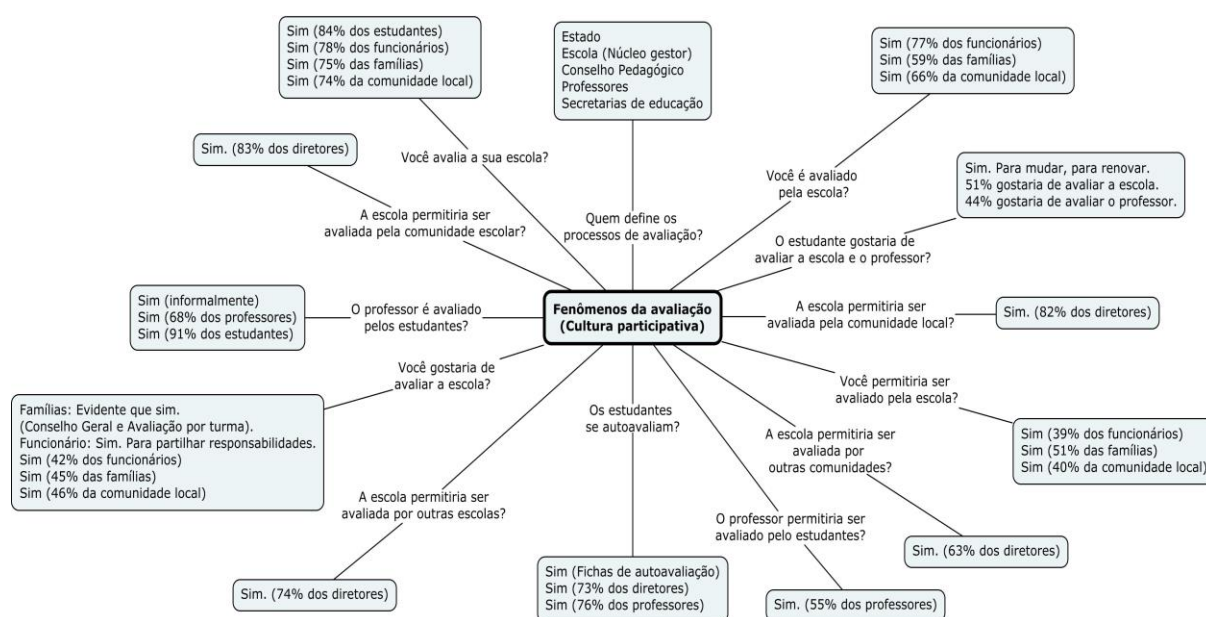 Sim (84% dos estudantes)
Sim (78% dos funcionários)
Sim (75% das famílias)
Sim (74% da comunidade local)
Você avalia a sua escola?
Estado
Escola (Núcleo gestor)
Conselho Pedagógico
Professores
Secretarias de educação
Quem define os
processos de avaliação?
Sim (77% dos funcionários)
Sim (59% das famílias)
Sim (66% da comunidade local)
Você é avaliado
pela escola?
Sim. (83% dos diretores)
A escola permitiria ser
avaliada pela comunidade escolar?
Sim. Para mudar, para renovar.
51% gostaria de avaliar a escola.
44% gostaria de avaliar o professor.
O estudante gostaria de
avaliar a escola e o professor?
Sim (informalmente)
Sim (68% dos professores)
Sim (91% dos estudantes)
O professor é avaliado
pelos estudantes?
Fenômenos da avaliação
(Cultura participativa)
A escola permitiria ser
avaliada pela comunidade local?
Sim. (82% dos diretores)
Você gostaria de
avaliar a escola?
Famílias: Evidente que sim.
(Conselho Geral e Avaliação por turma).
Funcionário: Sim. Para partilhar responsabilidades.
Sim (42% dos funcionários)
Sim (45% das famílias)
Sim (46% da comunidade local)
Você permitiria ser
avaliado pela escola?
Sim (39% dos funcionários)
Sim (51% das famílias)
Sim (40% da comunidade local)
A escola permitiria ser
avaliada por outras escolas?
Sim. (74% dos diretores)
Os estudantes
se autoavaliam?
Sim (Fichas de autoavaliação)
Sim (73% de diretores)
Sim (76% dos professores)
O professor permitiria ser
avaliado pelo estudantes?
Sim. (55% de professores)
A escola permitiria ser
avaliada por
outras comunidades?
Sim. (63% dos diretores)